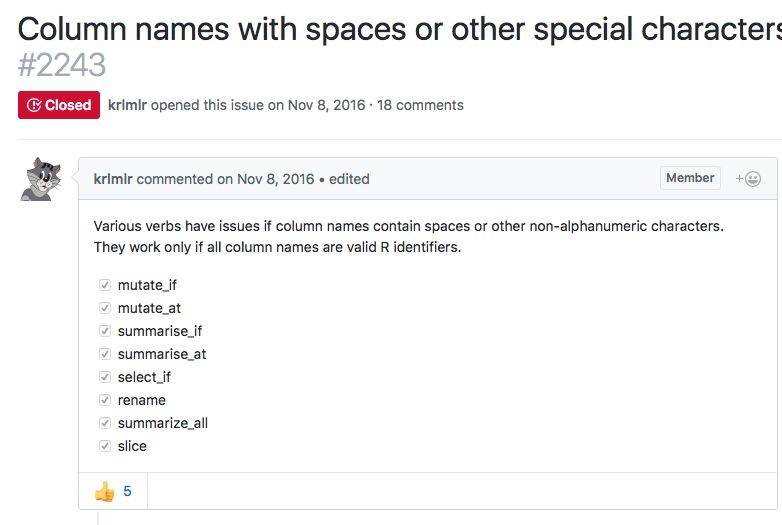 Column names with spaces or other special characters
#2243
Closed krlmlr opened this issue on Nov 8, 2016 · 18 comments
krlmlr commented on Nov 8, 2016 • edited Member +
Various verbs have issues if column names contain spaces or other non-alphanumeric characters.
They work only if all column names are valid R identifiers.
mutate_if
mutate_at
summarise_if
summarise_at
select_if
rename
summarize_all
slice
👍 5